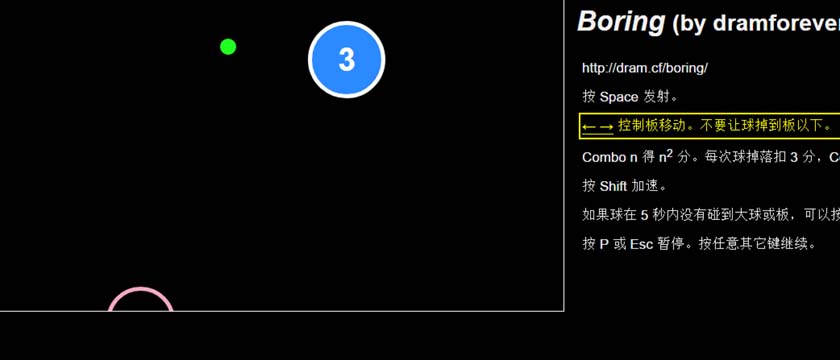 3
Boring (by dramforever
http://dram.cf/boring/
按 Space 发射。
←→ 控制板移动。不要让球掉到板以下。
Combo n 得 n² 分。每次球掉落扣 3 分，C
按 Shift 加速。
如果球在 5 秒内没有碰到大球或板，可以按
按 P 或 Esc 暂停。按任意其它键继续。